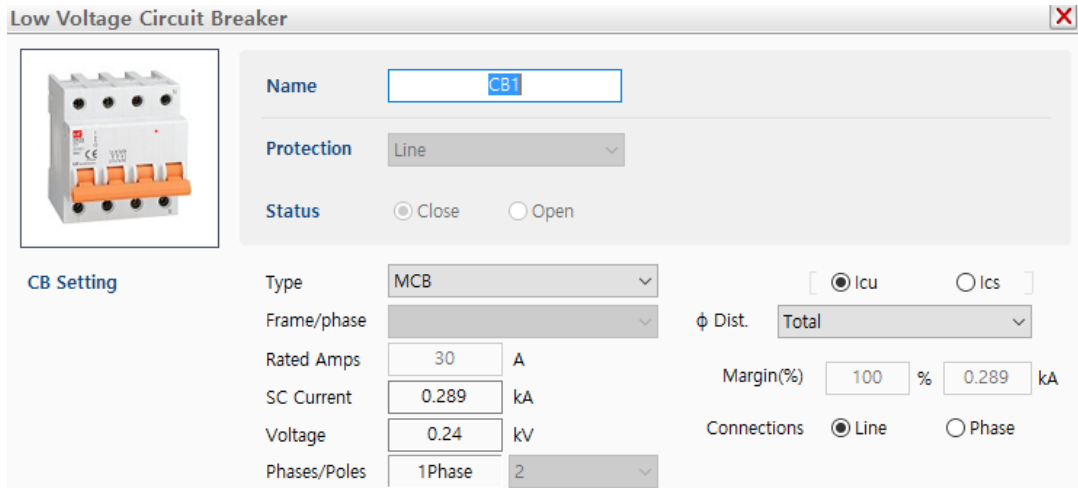 Low Voltage Circuit Breaker
Name CB1
Protection Line
Status Close Open
CB Setting
Type MCB Icu Ics
Frame/phase ϕ Dist. Total
Rated Amps 30 A
Margin(%) 100 % 0.289 kA
SC Current 0.289 kA
Voltage 0.24 kV Connections Line Phase
Phases/Poles 1Phase 2